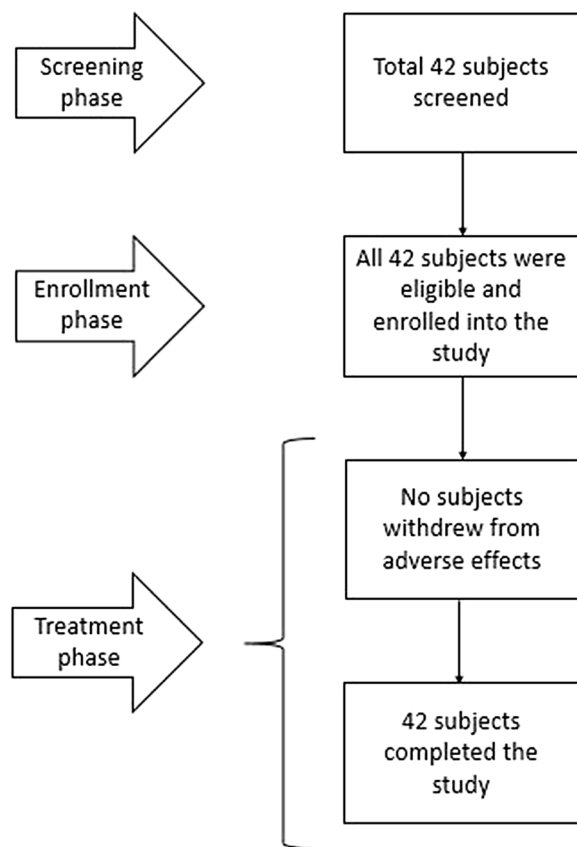 Screening
phase
Total 42 subjects
screened
Enrollment
phase
All 42 subjects were
eligible and
enrolled into the
study
No subjects
withdrew from
adverse effects
Treatment
phase
42 subjects
completed the
study